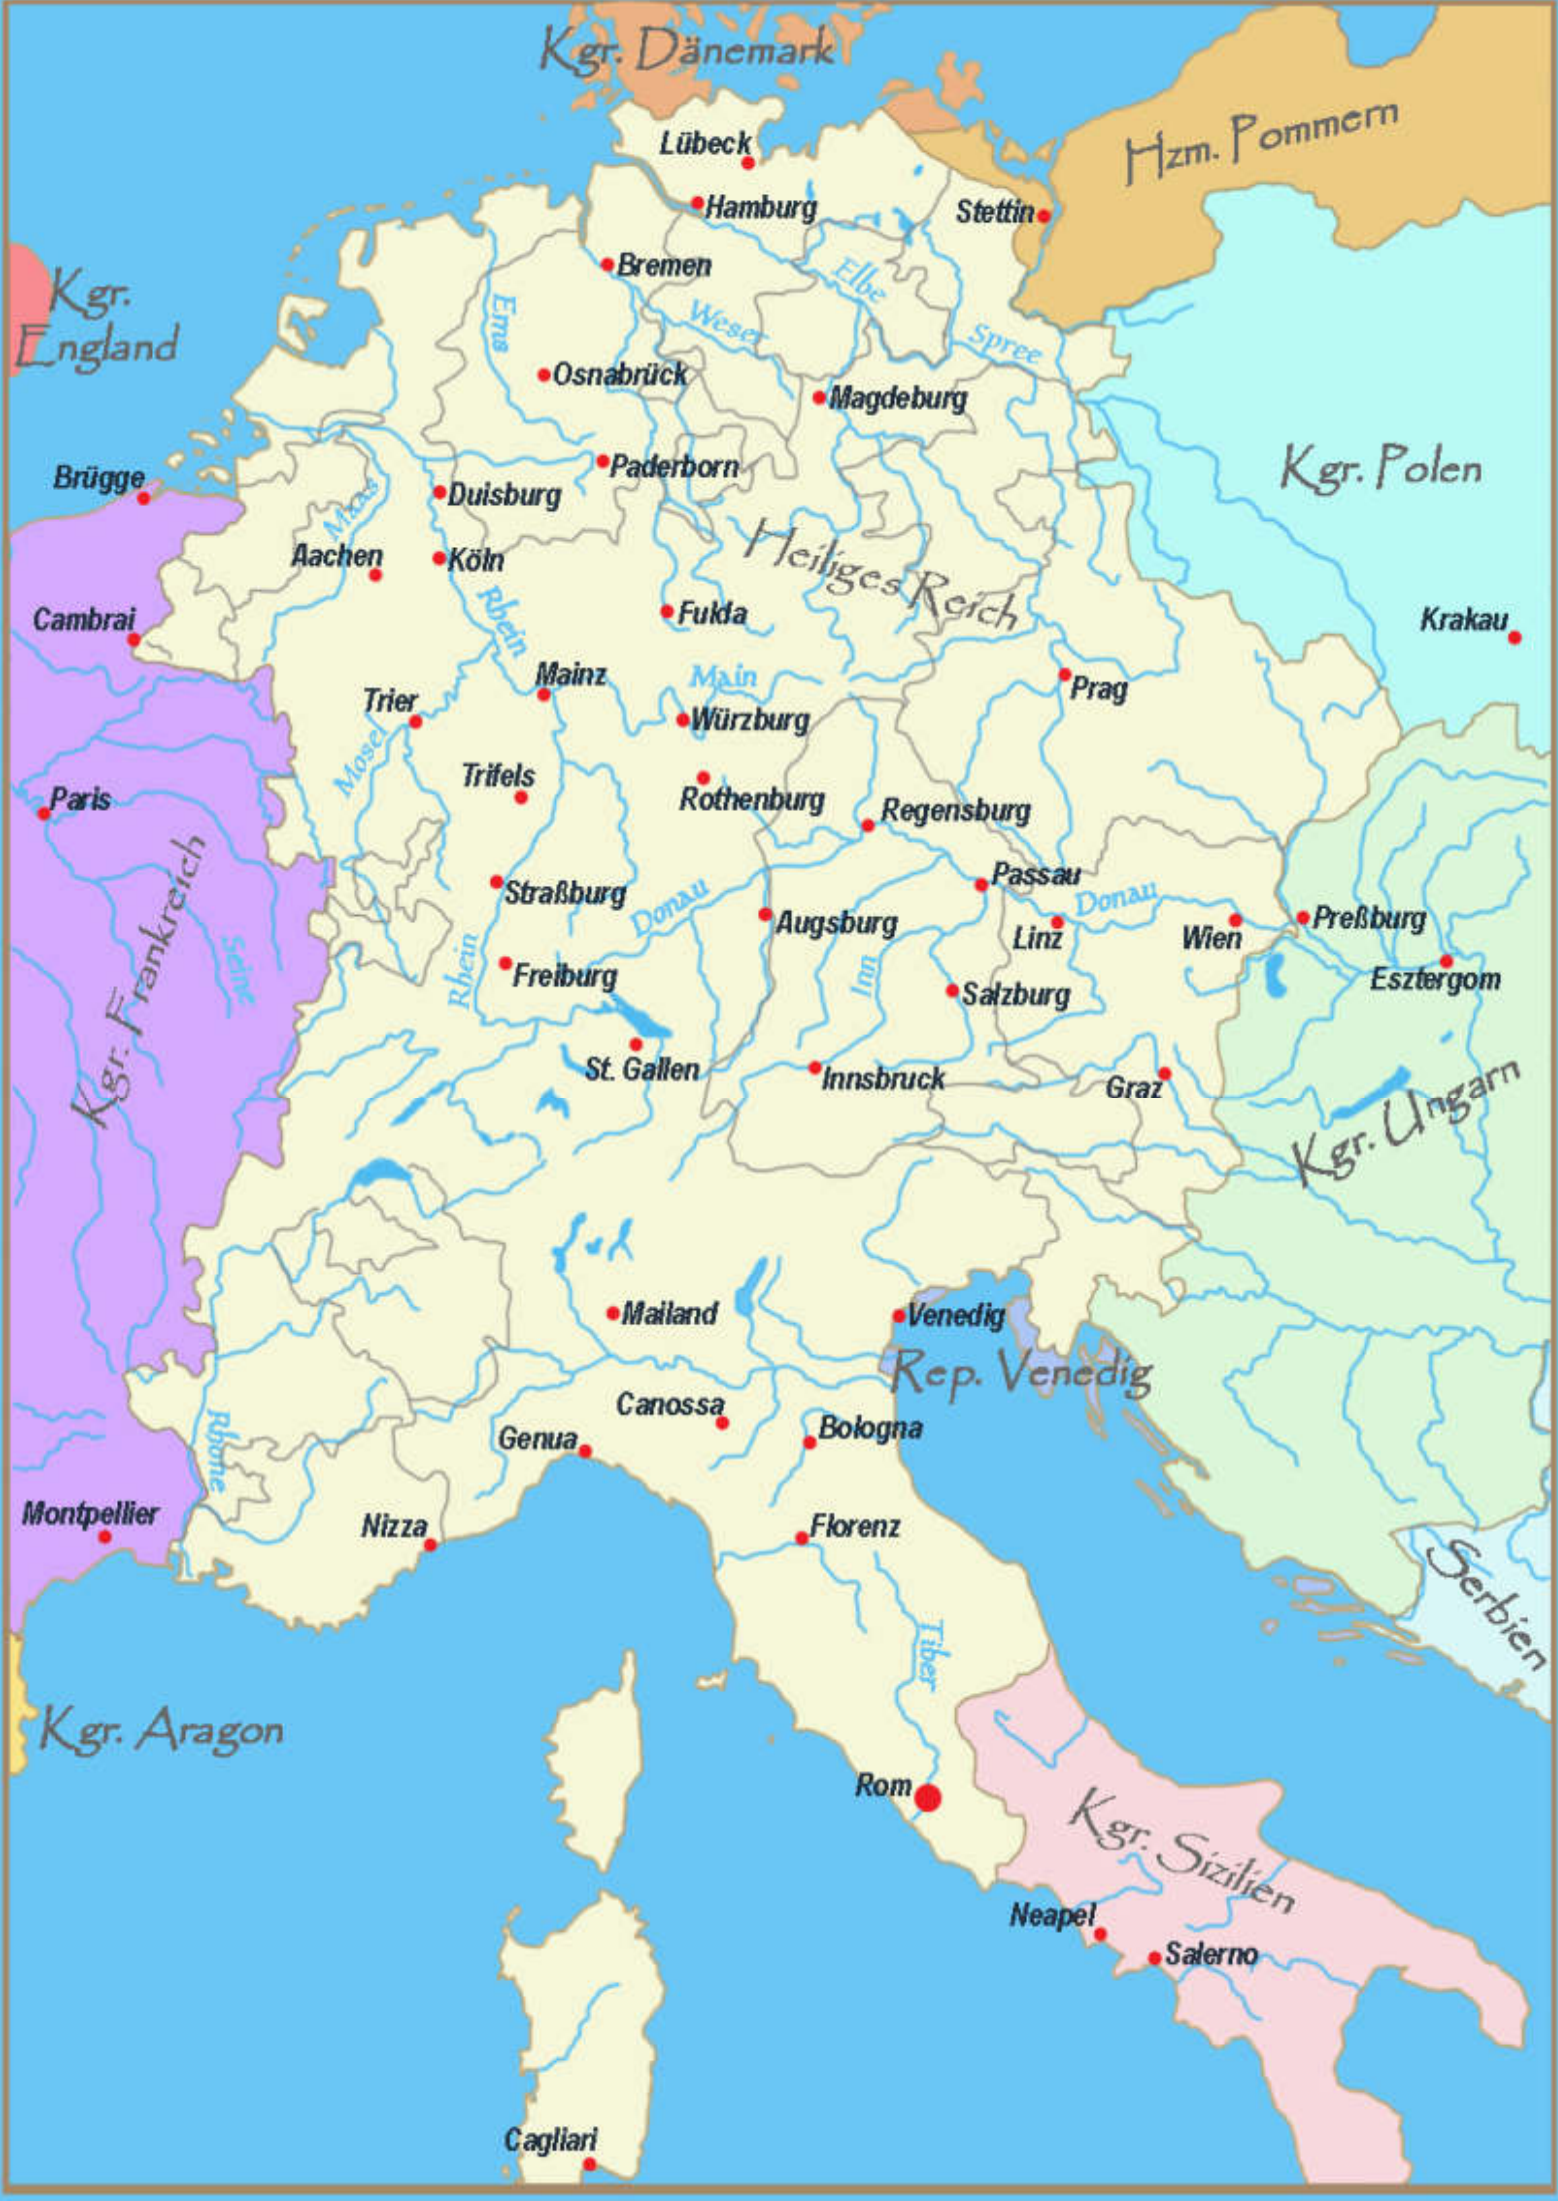 Kgr. Dänemark
Hzm. Pommern
Lübeck
Hamburg
Stettin
Bremen
Elbe
Kgr.
England
Ems
Weser
Spree
Osnabrück
Magdeburg
Brügge
Paderborn
Kgr. Polen
Duisburg
Maas
Aachen
Köln
Heiliges Reich
Rhein
Fulda
Cambrai
Krakau
Mainz
Main
Prag
Trier
Würzburg
Mosel
Trifels
Rothenburg
Paris
Regensburg
Kgr. Frankreich
Straßburg
Donau
Passau
Donau
Augsburg
Linz
Wien
Preßburg
Seine
Rhein
Freiburg
Inn
Salzburg
Esztergom
St. Gallen
Innsbruck
Graz
Kgr. Ungarn
Mailand
Venedig
Rep. Venedig
Canossa
Bologna
Genua
Rhone
Montpellier
Nizza
Florenz
Serbien
Tiber
Kgr. Aragon
Rom
Kgr. Sizilien
Neapel
Salerno
Cagliari